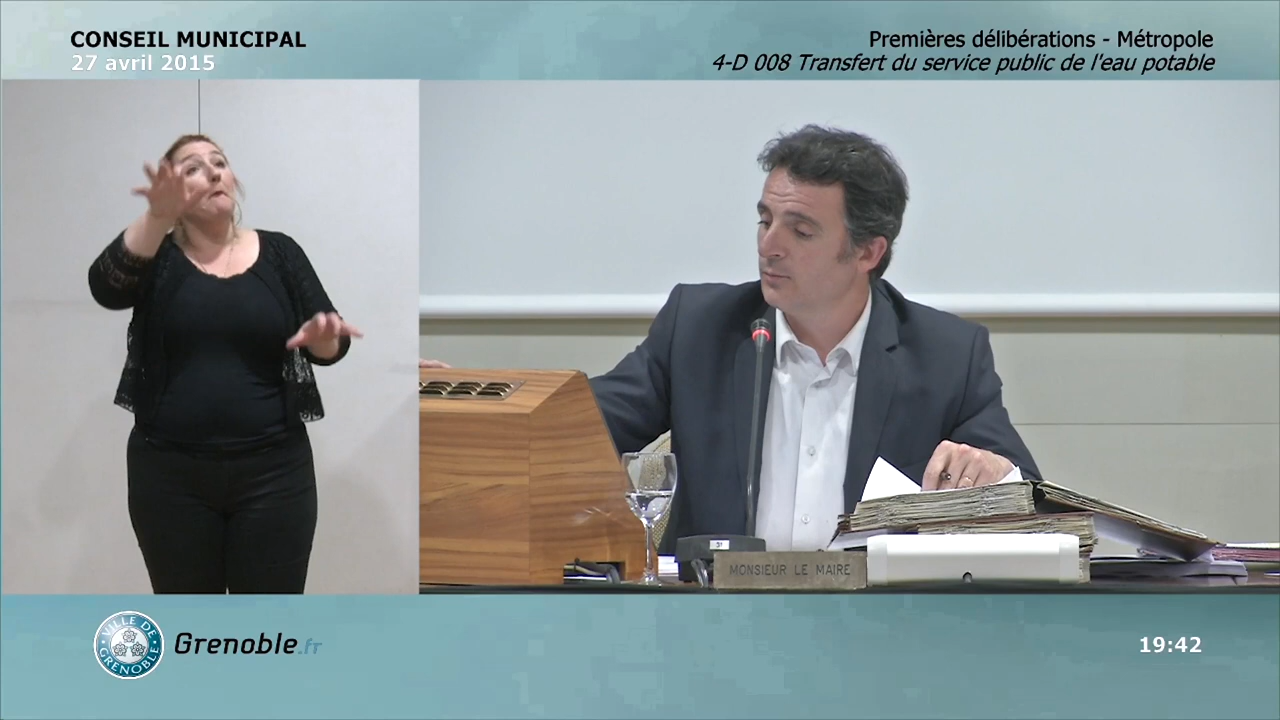 CONSEIL MUNICIPAL
27 avril 2015
Premières délibérations - Métropole
4-D 008 Transfert du service public de l'eau potable
MONSIEUR LE MAIRE
VILLE DE GRENOBLE
Grenoble.fr
19:42